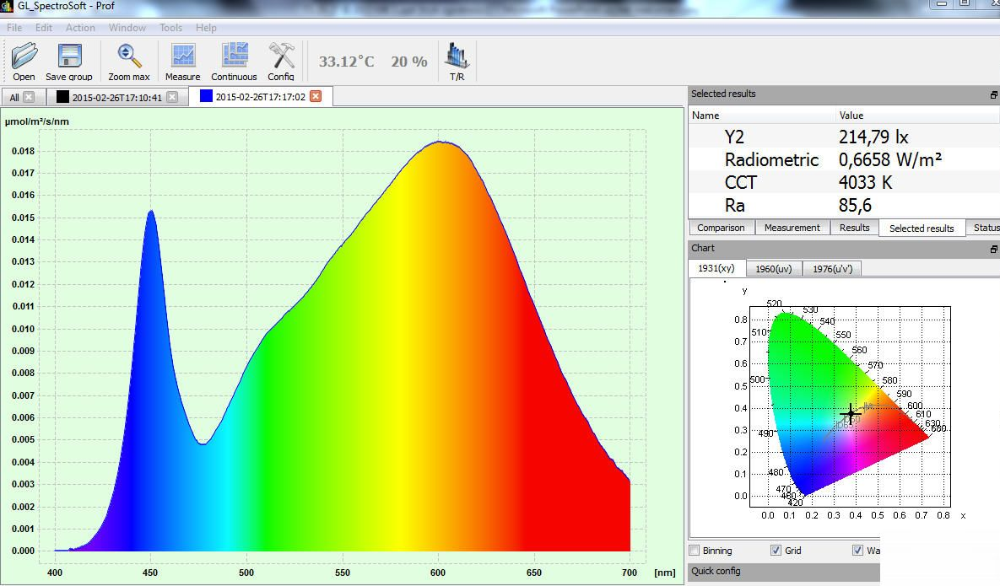 GL_SpectroSoft - Prof
File Edit Action Window Tools Help
33.12°C 20 %
Open Save group Zoom max Measure Continuous Config T/R
All 2015-02-26T17:10:41 2015-02-26T17:17:02
µmol/m²/s/nm
0.018
0.017
0.016
0.015
0.014
0.013
0.012
0.011
0.010
0.009
0.008
0.007
0.006
0.005
0.004
0.003
0.002
0.001
0.000
400 450 500 550 600 650 700 [nm]
Selected results
Name Value
Y2 214,79 lx
Radiometric 0,6658 W/m²
CCT 4033 K
Ra 85,6
Comparison Measurement Results Selected results Status
Chart
1931(xy) 1960(uv) 1976(u'v')
y
520 530
0.8 540
510 550
0.7 560
0.6 570
500 0.5 580
590
0.4 600
610
0.3 630
490 680
0.2
480 0.1
470
0.0 460
420
0.0 0.1 0.2 0.3 0.4 0.5 0.6 0.7 0.8 x
Binning Grid Wa
Quick config